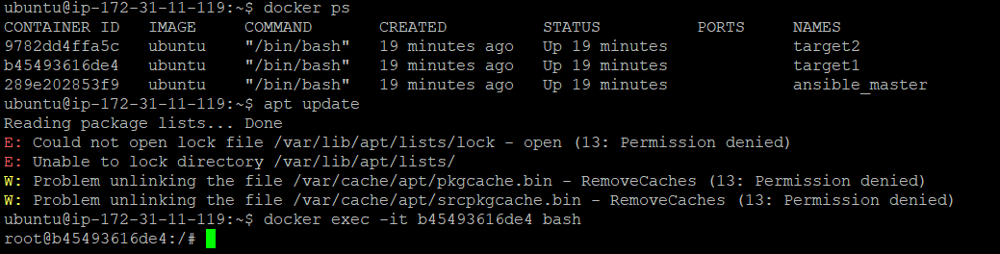 ubuntu@ip-172-31-11-119:~$ docker ps
CONTAINER ID   IMAGE     COMMAND       CREATED          STATUS          PORTS     NAMES
9782dd4ffa5c   ubuntu    "/bin/bash"   19 minutes ago   Up 19 minutes             target2
b45493616de4   ubuntu    "/bin/bash"   19 minutes ago   Up 19 minutes             target1
289e202853f9   ubuntu    "/bin/bash"   19 minutes ago   Up 19 minutes             ansible_master
ubuntu@ip-172-31-11-119:~$ apt update
Reading package lists... Done
E: Could not open lock file /var/lib/apt/lists/lock - open (13: Permission denied)
E: Unable to lock directory /var/lib/apt/lists/
W: Problem unlinking the file /var/cache/apt/pkgcache.bin - RemoveCaches (13: Permission denied)
W: Problem unlinking the file /var/cache/apt/srcpkgcache.bin - RemoveCaches (13: Permission denied)
ubuntu@ip-172-31-11-119:~$ docker exec -it b45493616de4 bash
root@b45493616de4:/#